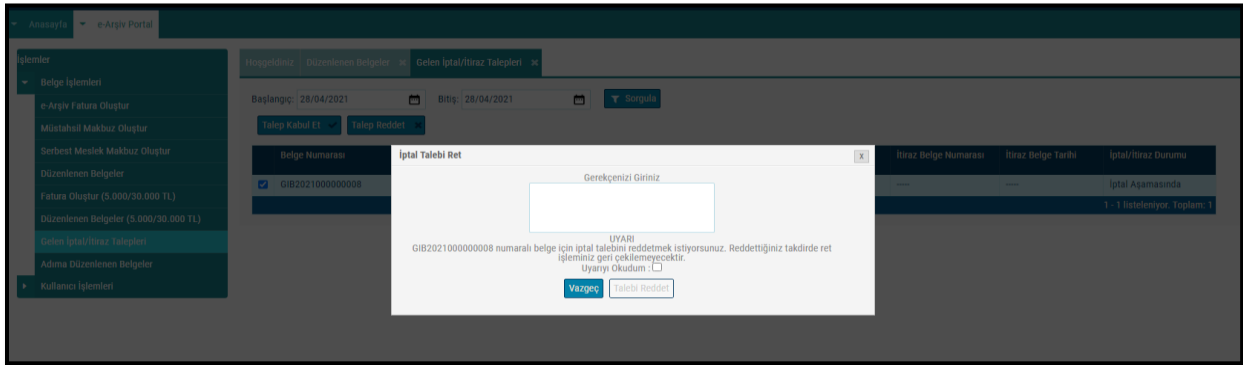 Anasayfa
e-Arşiv Portal
İşlemler
Belge İşlemleri
e-Arşiv Fatura Oluştur
Müstahsil Makbuz Oluştur
Serbest Meslek Makbuz Oluştur
Düzenlenen Belgeler
Fatura Oluştur (5.000/30.000 TL)
Düzenlenen Belgeler (5.000/30.000 TL)
Gelen İptal/İtiraz Talepleri
Adıma Düzenlenen Belgeler
Kullanıcı İşlemleri
Hoşgeldiniz Düzenlenen Belgeler Gelen İptal/İtiraz Talepleri
Başlangıç: 28/04/2021 Bitiş: 28/04/2021 Sorgula
Talep Kabul Et Talep Reddet
Belge Numarası İtiraz Belge Numarası İtiraz Belge Tarihi İptal/İtiraz Durumu
GIB2021000000008 ---- ---- İptal Aşamasında
1 - 1 listeleniyor. Toplam: 1
İptal Talebi Ret X
Gerekçenizi Giriniz
UYARI
GIB2021000000008 numaralı belge için iptal talebini reddetmek istiyorsunuz. Reddettiğiniz takdirde ret
işleminiz geri çekilemeyecektir.
Uyarıyı Okudum :
Vazgeç Talebi Reddet